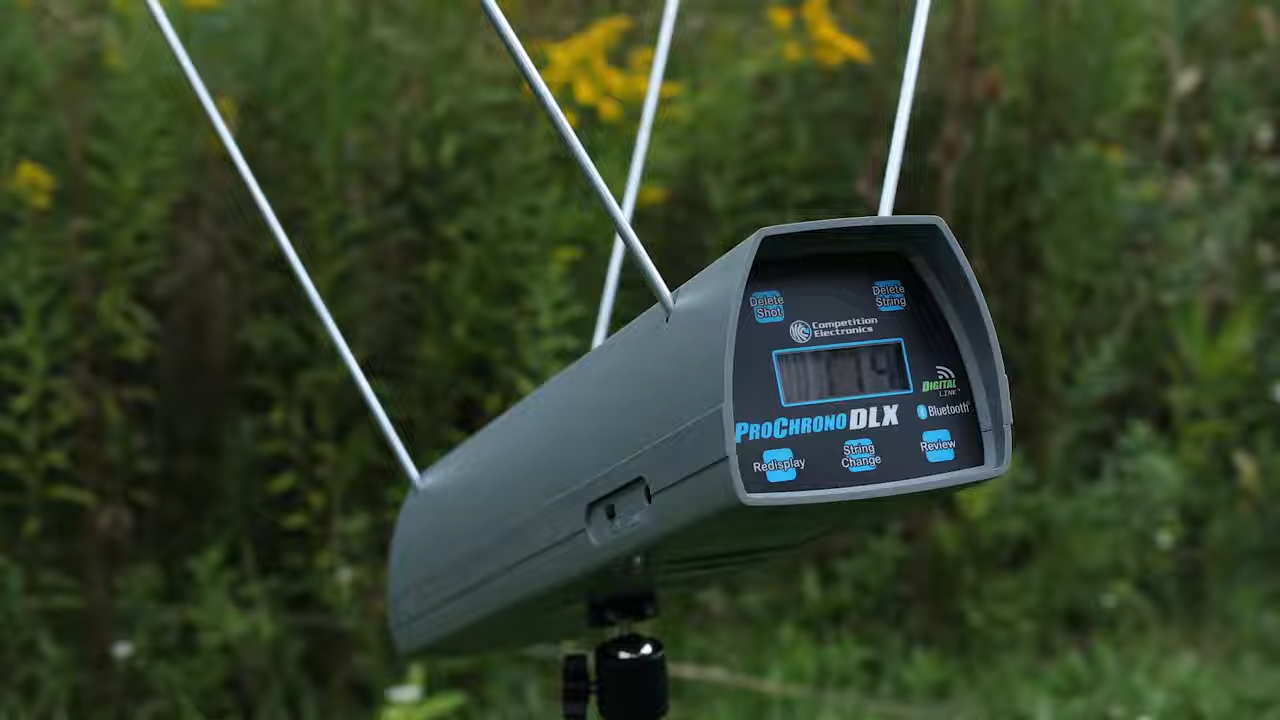 Delete
Shot
Delete
String
Competition
Electronics
DIGITAL
LINK
PROCHRONO DLX
Bluetooth
Redisplay
String
Change
Review